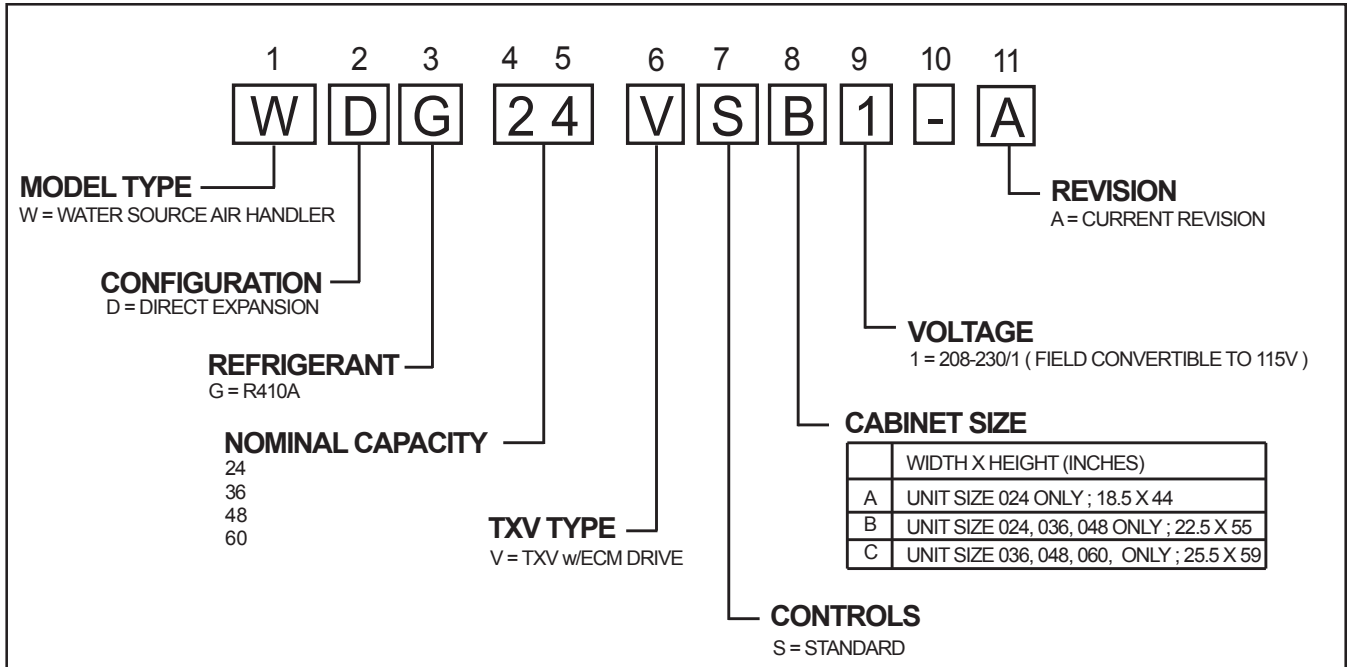 1 2 3 4 5 6 7 8 9 10 11
W D G 2 4 V S B 1 - A
MODEL TYPE
W = WATER SOURCE AIR HANDLER
REVISION
A = CURRENT REVISION
CONFIGURATION
D = DIRECT EXPANSION
VOLTAGE
1 = 208-230/1 ( FIELD CONVERTIBLE TO 115V )
REFRIGERANT
G = R410A
CABINET SIZE
WIDTH X HEIGHT (INCHES)
A UNIT SIZE 024 ONLY ; 18.5 X 44
B UNIT SIZE 024, 036, 048 ONLY ; 22.5 X 55
C UNIT SIZE 036, 048, 060, ONLY ; 25.5 X 59
NOMINAL CAPACITY
24
36
48
60
TXV TYPE
V = TXV w/ECM DRIVE
CONTROLS
S = STANDARD